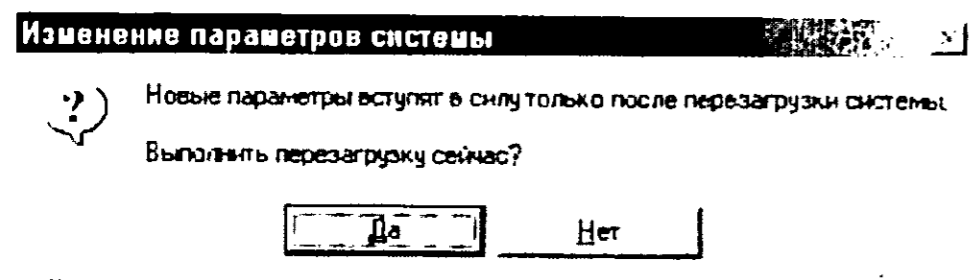 Изменение параметров системы
Новые параметры вступят в силу только после перезагрузки системы.
Выполнить перезагрузку сейчас?
Да
Нет